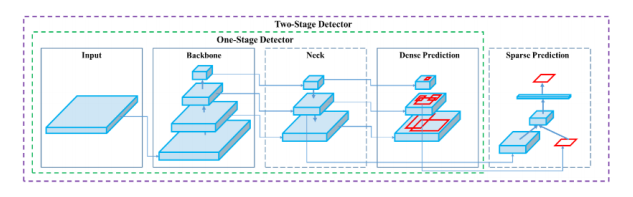 Two-Stage Detector
One-Stage Detector
Input
Backbone
Neck
Dense Prediction
Sparse Prediction